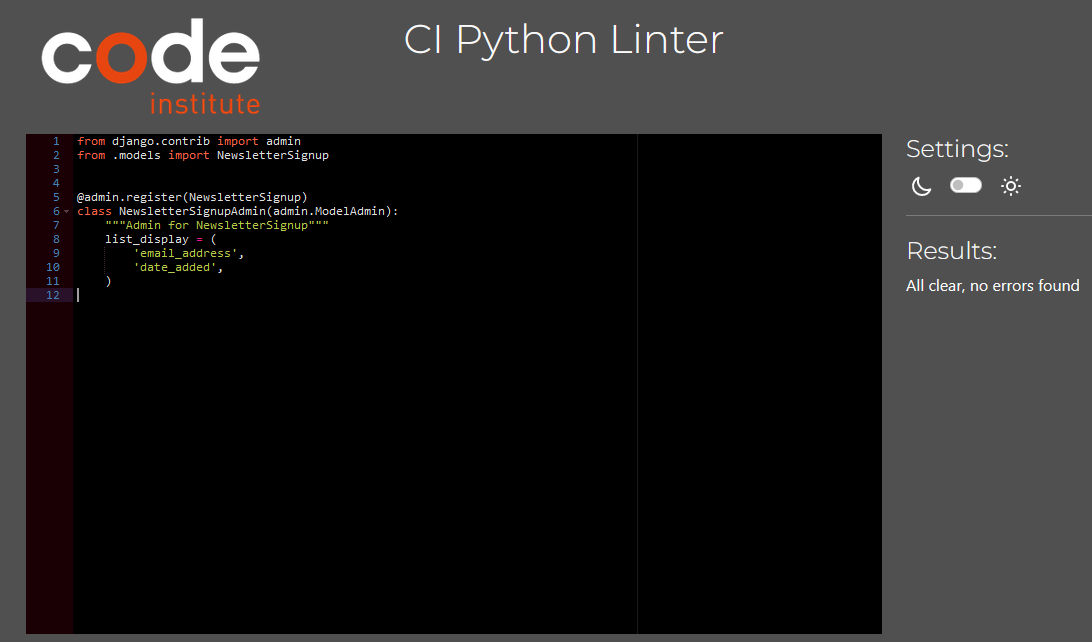 code
institute
CI Python Linter
1 from django.contrib import admin
2 from .models import NewsletterSignup
3
4
5 @admin.register(NewsletterSignup)
6 class NewsletterSignupAdmin(admin.ModelAdmin):
7     """Admin for NewsletterSignup"""
8     list_display = (
9         'email_address',
10         'date_added',
11     )
12
Settings:
Results:
All clear, no errors found